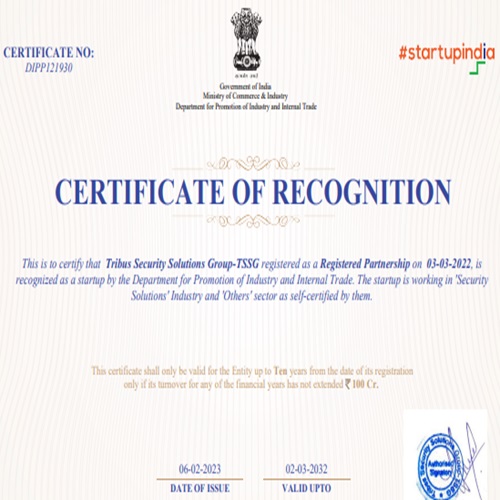 CERTIFICATE NO:
DIPP121930
सत्यमेव जयते
#startupindia
Government of India
Ministry of Commerce & Industry
Department for Promotion of Industry and Internal Trade
CERTIFICATE OF RECOGNITION
This is to certify that Tribus Security Solutions Group-TSSG registered as a Registered Partnership on 03-03-2022, is
recognized as a startup by the Department for Promotion of Industry and Internal Trade. The startup is working in 'Security
Solutions' Industry and 'Others' sector as self-certified by them.
This certificate shall only be valid for the Entity up to Ten years from the date of its registration
only if its turnover for any of the financial years has not extended ₹ 100 Cr.
06-02-2023
DATE OF ISSUE
02-03-2032
VALID UPTO
Tribus Security Solutions Group-TSSG
Authorised
Signatory